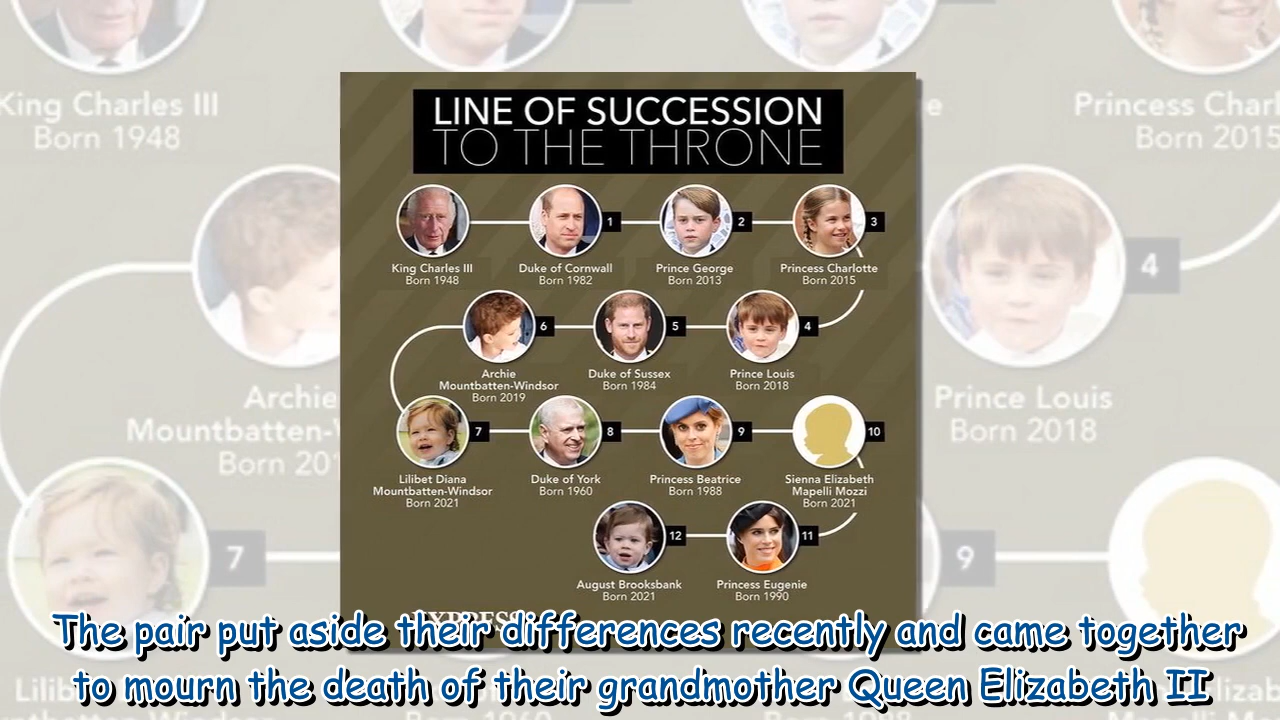 LINE OF SUCCESSION
TO THE THRONE
1
2
3
King Charles III
Born 1948
Duke of Cornwall
Born 1982
Prince George
Born 2013
Princess Charlotte
Born 2015
6
5
4
Archie
Mountbatten-Windsor
Born 2019
Duke of Sussex
Born 1984
Prince Louis
Born 2018
7
8
9
10
Lilibet Diana
Mountbatten-Windsor
Born 2021
Duke of York
Born 1960
Princess Beatrice
Born 1988
Sienna Elizabeth
Mapelli Mozzi
Born 2021
12
11
August Brooksbank
Born 2021
Princess Eugenie
Born 1990
King Charles III
Born 1948
Born 2015
4
Archie
Prince Louis
Born 2018
7
9
The pair put aside their differences recently and came together
to mourn the death of their grandmother Queen Elizabeth II